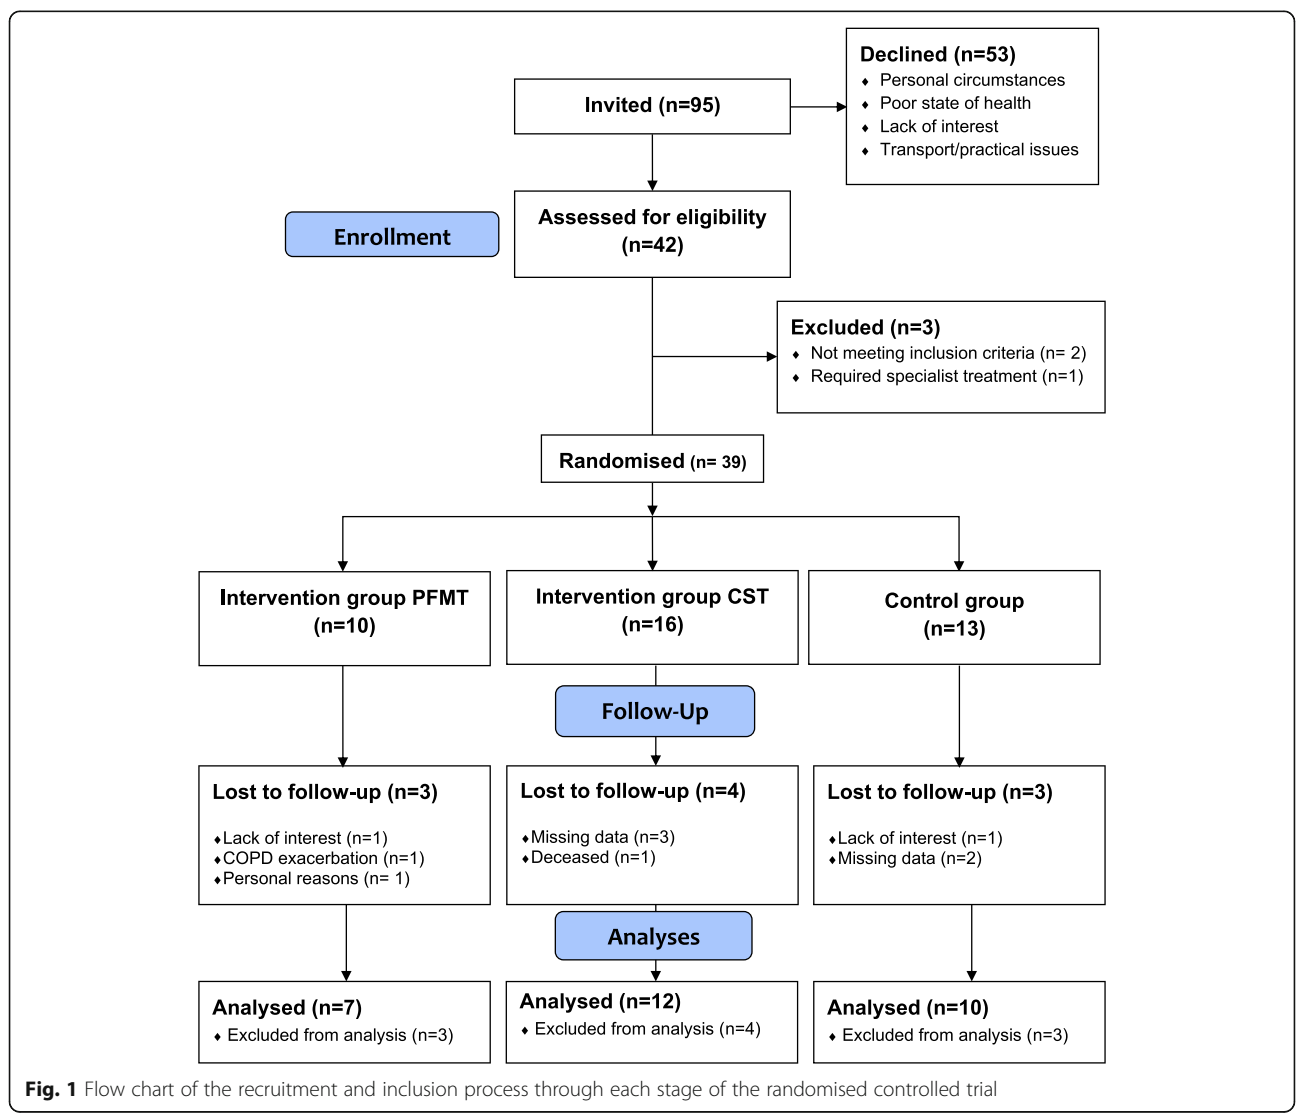 Declined (n=53)
♦ Personal circumstances
♦ Poor state of health
♦ Lack of interest
♦ Transport/practical issues
Invited (n=95)
Enrollment
Assessed for eligibility
(n=42)
Excluded (n=3)
♦ Not meeting inclusion criteria (n= 2)
♦ Required specialist treatment (n=1)
Randomised (n= 39)
Intervention group PFMT
(n=10)
Intervention group CST
(n=16)
Control group
(n=13)
Follow-Up
Lost to follow-up (n=3)
♦Lack of interest (n=1)
♦COPD exacerbation (n=1)
♦Personal reasons (n= 1)
Lost to follow-up (n=4)
♦Missing data (n=3)
♦Deceased (n=1)
Lost to follow-up (n=3)
♦Lack of interest (n=1)
♦Missing data (n=2)
Analyses
Analysed (n=7)
♦ Excluded from analysis (n=3)
Analysed (n=12)
♦ Excluded from analysis (n=4)
Analysed (n=10)
♦ Excluded from analysis (n=3)
Fig. 1 Flow chart of the recruitment and inclusion process through each stage of the randomised controlled trial